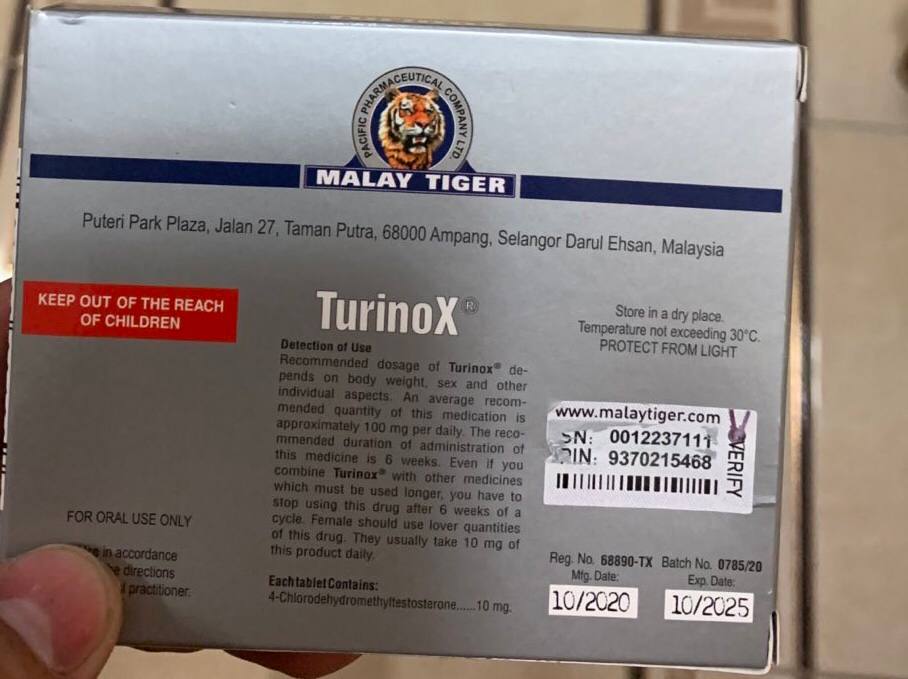 PACIFIC PHARMACEUTICAL COMPANY LTD.
MALAY TIGER
Puteri Park Plaza, Jalan 27, Taman Putra, 68000 Ampang, Selangor Darul Ehsan, Malaysia
KEEP OUT OF THE REACH
OF CHILDREN
TurinoX®
Detection of Use
Recommended dosage of Turinox® de-
pends on body weight, sex and other
individual aspects. An average recom-
mended quantity of this medication is
approximately 100 mg per daily. The reco-
mmended duration of administration of
this medicine is 6 weeks. Even if you
combine Turinox® with other medicines
which must be used longer, you have to
stop using this drug after 6 weeks of a
cycle. Female should use lover quantities
of this drug. They usually take 10 mg of
this product daily.
Each tablet Contains:
4-Chlorodehydromethyltestosterone......10 mg.
Store in a dry place.
Temperature not exceeding 30°C.
PROTECT FROM LIGHT
www.malaytiger.com
SN: 0012237111
PIN: 9370215468
VERIFY
FOR ORAL USE ONLY
in accordance
directions
practitioner.
Reg. No. 68890-TX Batch No. 0785/20
Mfg. Date: Exp. Date:
10/2020 10/2025